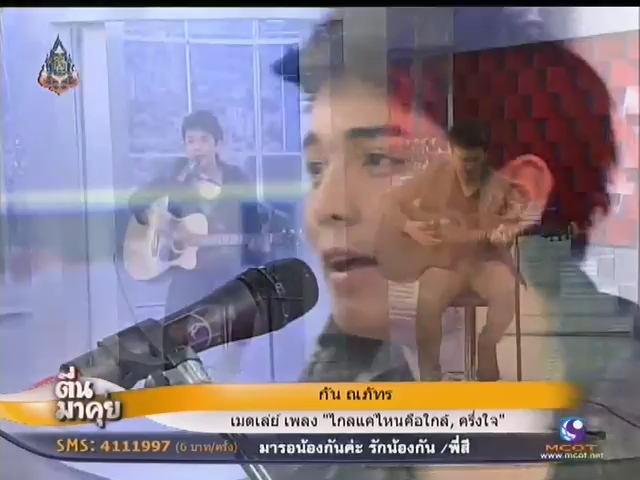 ตื่น
มาคุย
กัน ณภัทร
เมดเล่ย์ เพลง "ไกลแค่ไหนคือใกล้, ครึ่งใจ"
SMS: 4111997 (6 บาท/ครั้ง)
มารอน้องกันค่ะ รักน้องกัน /พี่สี
MCOT
www.mcot.net